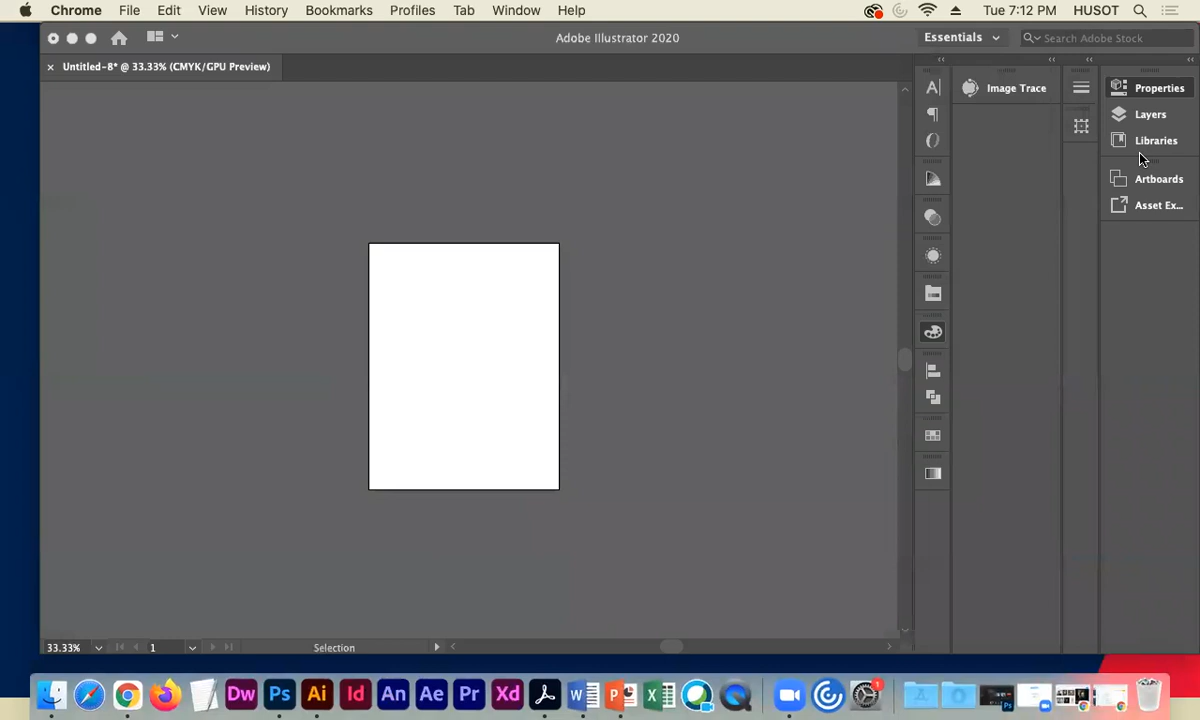 Chrome File Edit View History Bookmarks Profiles Tab Window Help Tue 7:12 PM HUSOT
Adobe Illustrator 2020 Essentials Search Adobe Stock
× Untitled-8* @ 33.33% (CMYK/GPU Preview)
Image Trace
Properties
Layers
Libraries
Artboards
Asset Ex...
33.33% 1 Selection
Dw Ps Ai Id An Ae Pr Xd
1